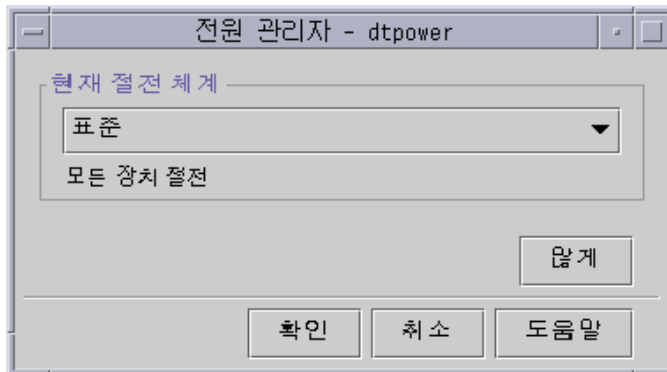 전원 관리자 - dtpower
현재 절전 체계
표준
모든 장치 절전
많게
확인 취소 도움말